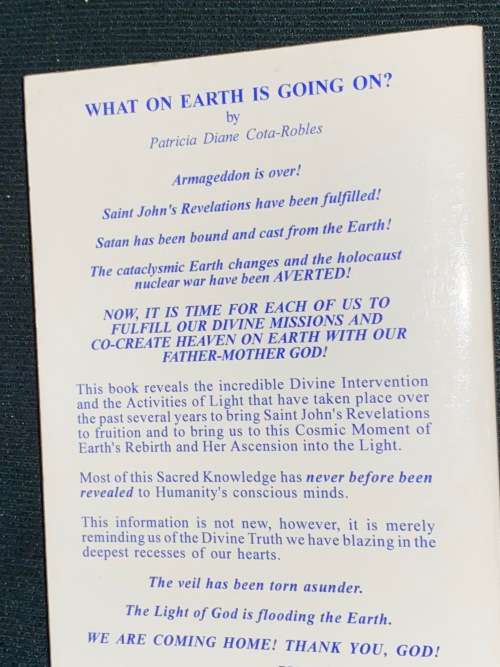 WHAT ON EARTH IS GOING ON?
by
Patricia Diane Cota-Robles
Armageddon is over!
Saint John's Revelations have been fulfilled!
Satan has been bound and cast from the Earth!
The cataclysmic Earth changes and the holocaust
nuclear war have been AVERTED!
NOW, IT IS TIME FOR EACH OF US TO
FULFILL OUR DIVINE MISSIONS AND
CO-CREATE HEAVEN ON EARTH WITH OUR
FATHER-MOTHER GOD!
This book reveals the incredible Divine Intervention
and the Activities of Light that have taken place over
the past several years to bring Saint John's Revelations
to fruition and to bring us to this Cosmic Moment of
Earth's Rebirth and Her Ascension into the Light.
Most of this Sacred Knowledge has never before been
revealed to Humanity's conscious minds.
This information is not new, however, it is merely
reminding us of the Divine Truth we have blazing in the
deepest recesses of our hearts.
The veil has been torn asunder.
The Light of God is flooding the Earth.
WE ARE COMING HOME! THANK YOU, GOD!